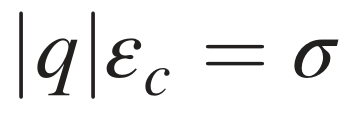 |q|ε_c = σ